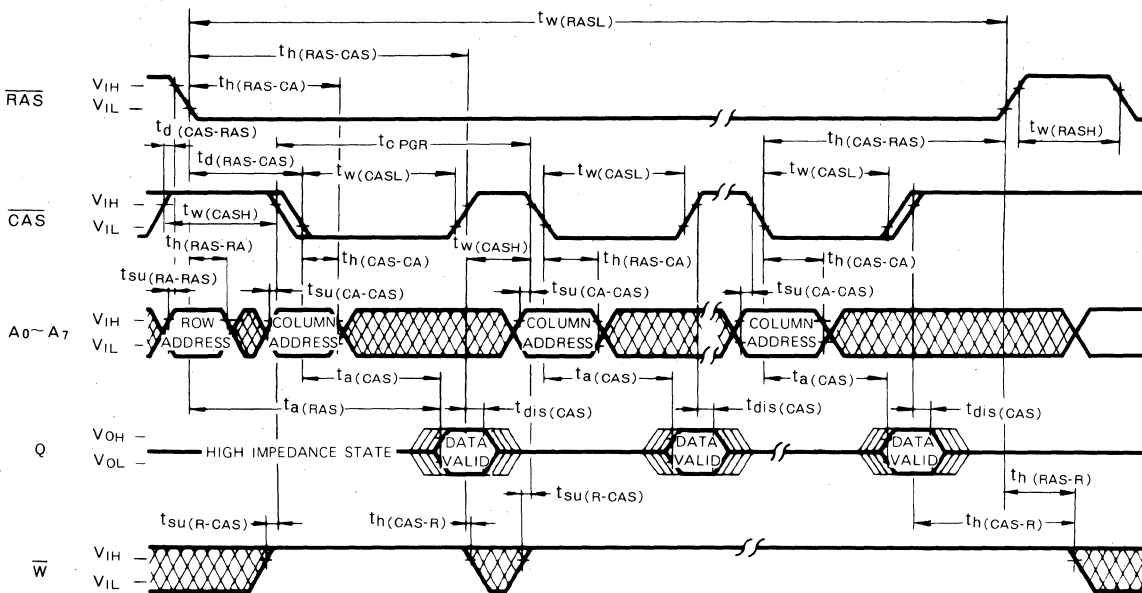 tw(RASL)
th(RAS-CAS)
RAS
VIH
VIL
th(RAS-CA)
td(CAS-RAS)
tw(RASH)
tC PGR
th(CAS-RAS)
td(RAS-CAS)
tw(CASL)
tw(CASL)
tw(CASL)
CAS
VIH
VIL
tw(CASH)
th(RAS-RA)
tw(CASH)
th(CAS-CA)
th(RAS-CA)
th(CAS-CA)
tsu(RA-RAS)
tsu(CA-CAS)
tsu(CA-CAS)
tsu(CA-CAS)
A0~A7
VIH
VIL
ROW ADDRESS
COLUMN ADDRESS
COLUMN ADDRESS
COLUMN ADDRESS
ta(CAS)
ta(CAS)
ta(CAS)
ta(RAS)
tdis(CAS)
tdis(CAS)
tdis(CAS)
Q
VOH
VOL
HIGH IMPEDANCE STATE
DATA VALID
DATA VALID
DATA VALID
tsu(R-CAS)
th(RAS-R)
tsu(R-CAS)
th(CAS-R)
th(CAS-R)
W
VIH
VIL